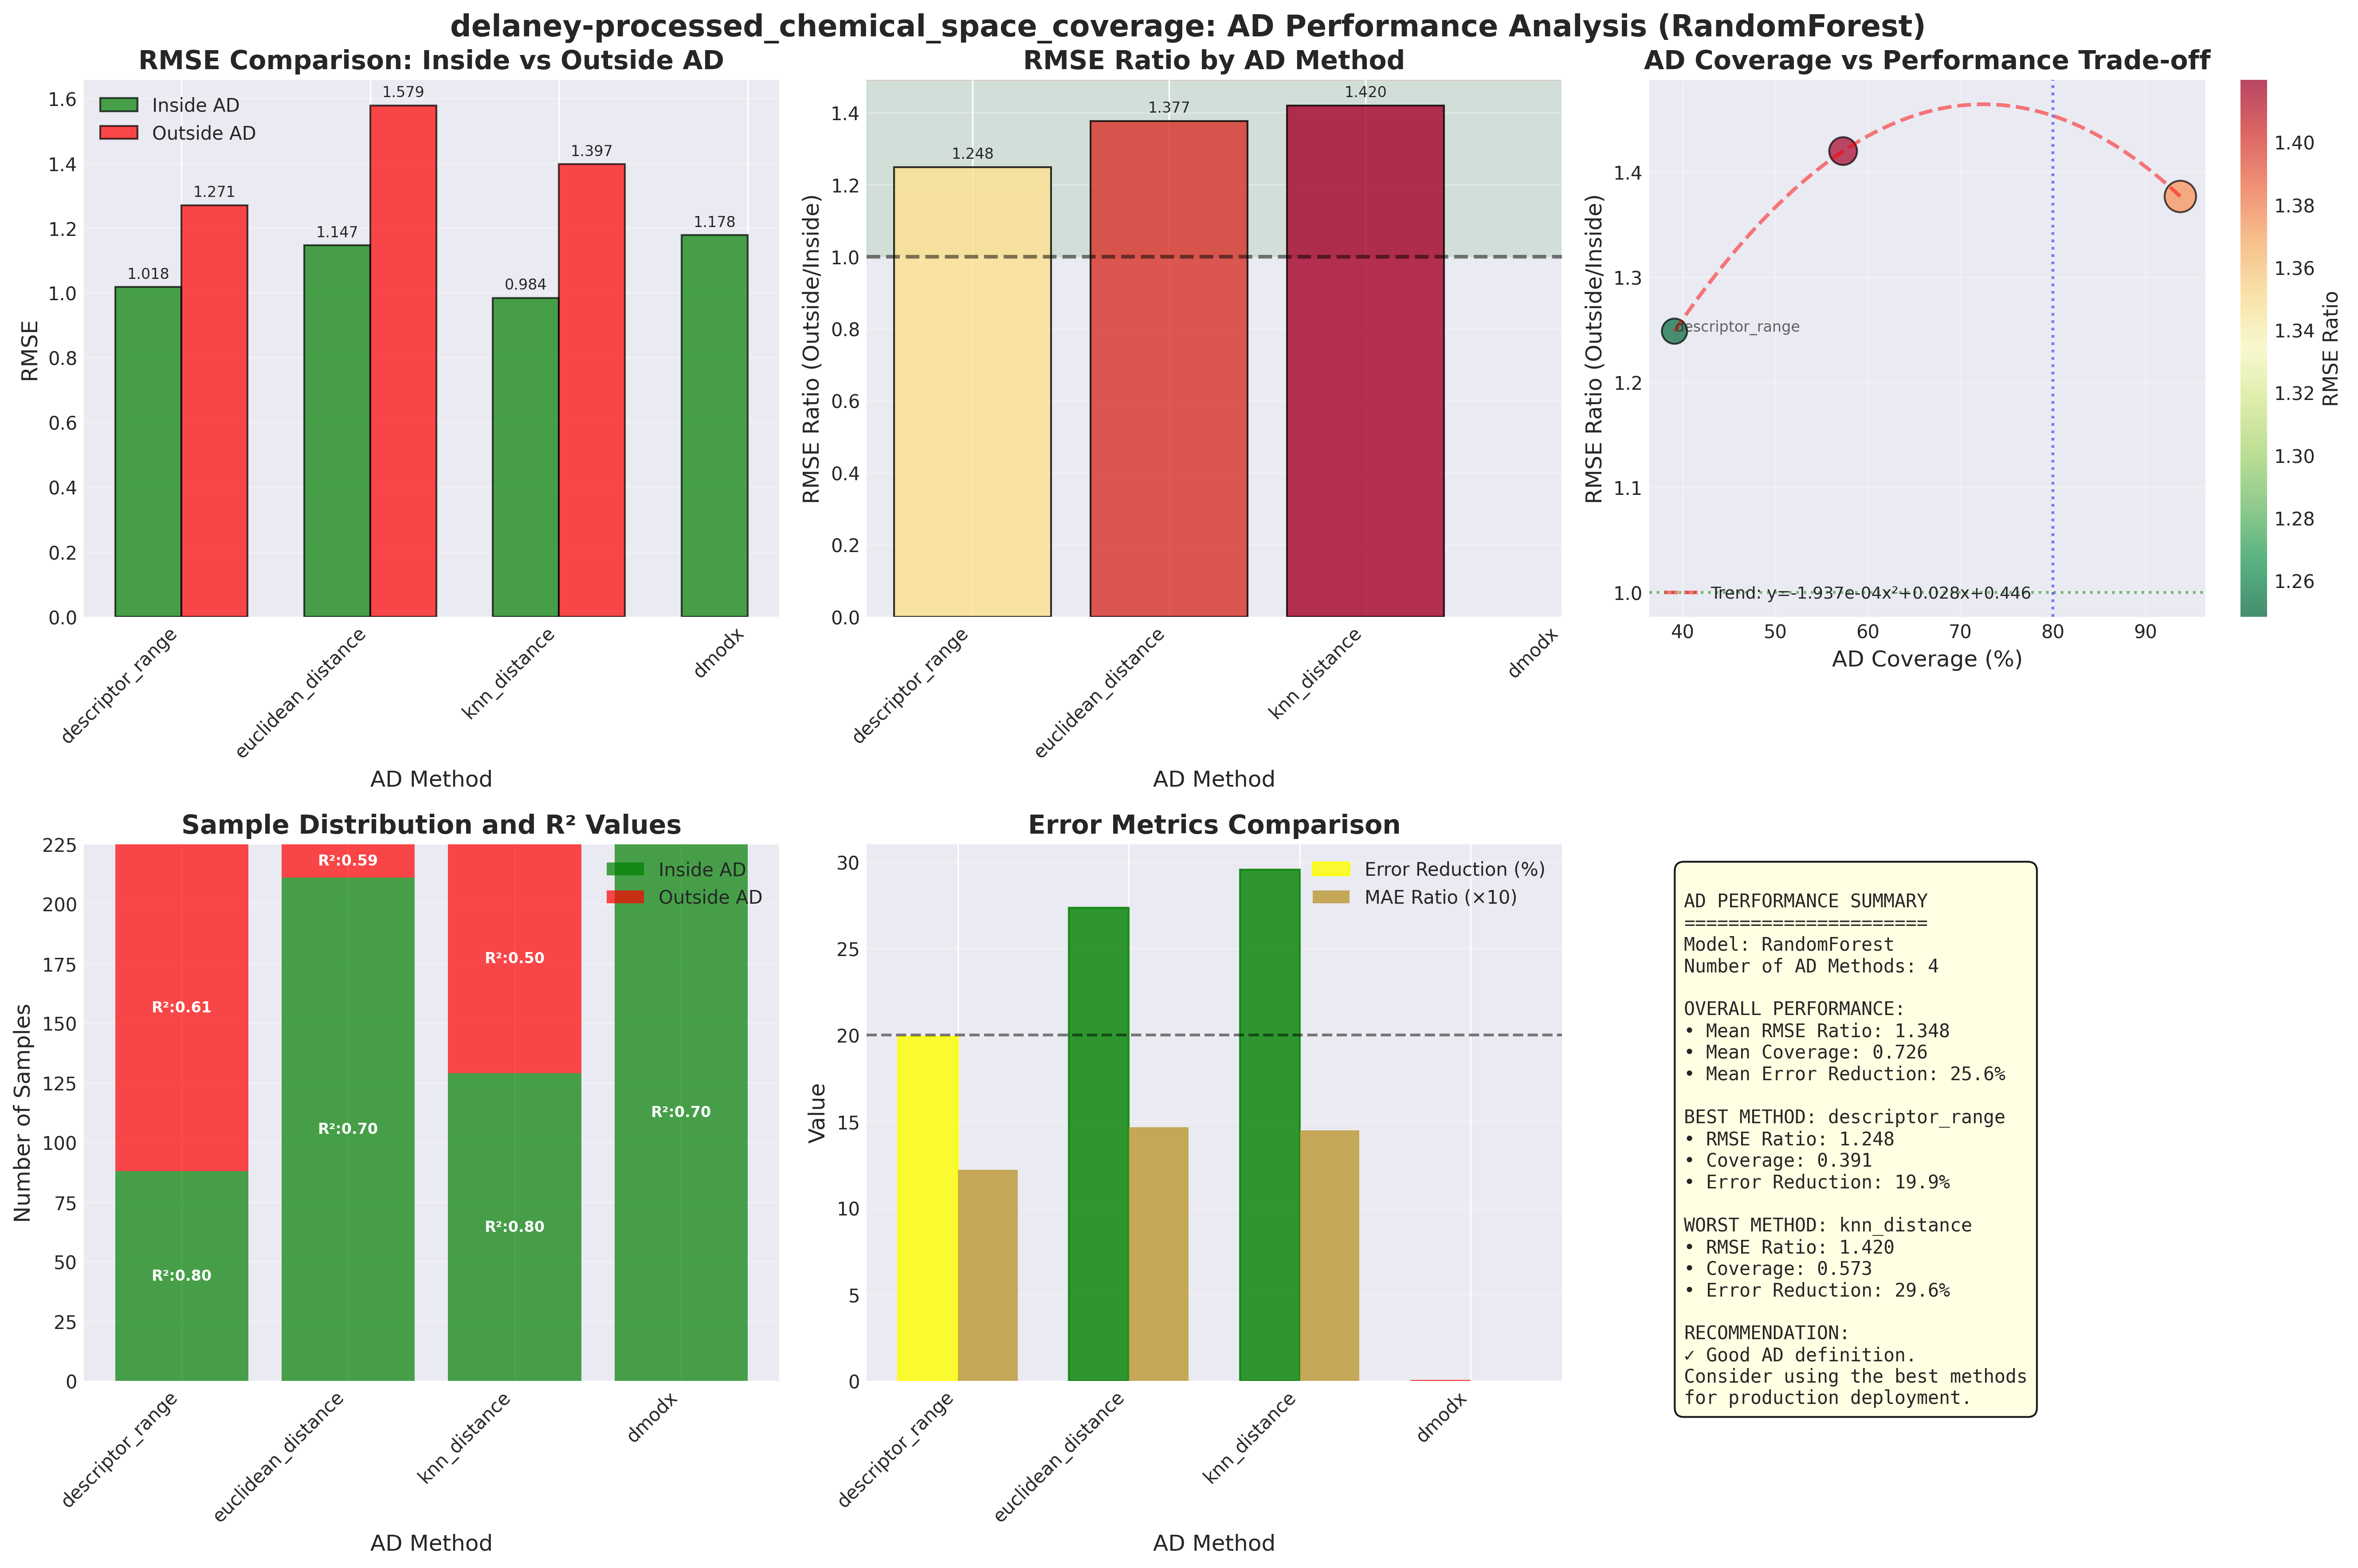 delaney-processed_chemical_space_coverage: AD Performance Analysis (RandomForest)
RMSE Comparison: Inside vs Outside AD
RMSE
1.6
1.4
1.2
1.0
0.8
0.6
0.4
0.2
0.0
Inside AD
Outside AD
1.018
1.271
1.147
1.579
0.984
1.397
1.178
descriptor_range
euclidean_distance
knn_distance
dmodx
AD Method
RMSE Ratio by AD Method
RMSE Ratio (Outside/Inside)
1.4
1.2
1.0
0.8
0.6
0.4
0.2
0.0
1.248
1.377
1.420
descriptor_range
euclidean_distance
knn_distance
dmodx
AD Method
AD Coverage vs Performance Trade-off
RMSE Ratio (Outside/Inside)
1.4
1.3
1.2
1.1
1.0
descriptor_range
Trend: y=-1.937e-04x²+0.028x+0.446
40
50
60
70
80
90
AD Coverage (%)
1.40
1.38
1.36
1.34
1.32
1.30
1.28
1.26
RMSE Ratio
Sample Distribution and R² Values
Number of Samples
225
200
175
150
125
100
75
50
25
0
Inside AD
Outside AD
R²:0.61
R²:0.80
R²:0.59
R²:0.70
R²:0.50
R²:0.80
R²:0.70
descriptor_range
euclidean_distance
knn_distance
dmodx
AD Method
Error Metrics Comparison
Value
30
25
20
15
10
5
0
Error Reduction (%)
MAE Ratio (×10)
descriptor_range
euclidean_distance
knn_distance
dmodx
AD Method
AD PERFORMANCE SUMMARY
======================
Model: RandomForest
Number of AD Methods: 4
OVERALL PERFORMANCE:
• Mean RMSE Ratio: 1.348
• Mean Coverage: 0.726
• Mean Error Reduction: 25.6%
BEST METHOD: descriptor_range
• RMSE Ratio: 1.248
• Coverage: 0.391
• Error Reduction: 19.9%
WORST METHOD: knn_distance
• RMSE Ratio: 1.420
• Coverage: 0.573
• Error Reduction: 29.6%
RECOMMENDATION:
✓ Good AD definition.
Consider using the best methods
for production deployment.